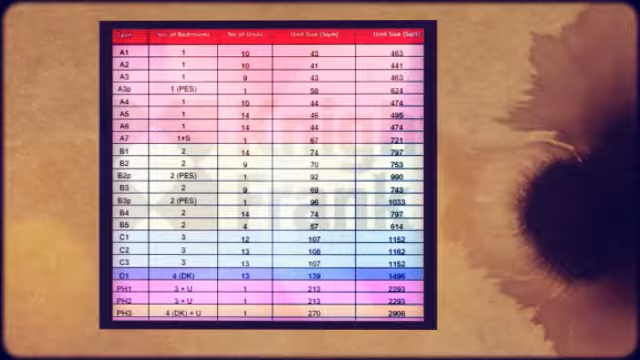 Type No. of Bedrooms No of Units Unit Size (Sqm) Unit Size (Sqft)
A1 1 10 43 463
A2 1 10 41 441
A3 1 9 43 463
A3p 1 (PES) 1 58 624
A4 1 10 44 474
A5 1 14 46 495
A6 1 14 44 474
A7 1+S 1 67 721
B1 2 14 74 797
B2 2 9 70 753
B2p 2 (PES) 1 92 990
B3 2 9 69 743
B3p 2 (PES) 1 96 1033
B4 2 14 74 797
B5 2 4 57 614
C1 3 12 107 1152
C2 3 13 108 1162
C3 3 13 107 1152
D1 4 (DK) 13 139 1496
PH1 3 + U 1 213 2293
PH2 3 + U 1 213 2293
PH3 4 (DK) + U 1 270 2906
Knight
Frank